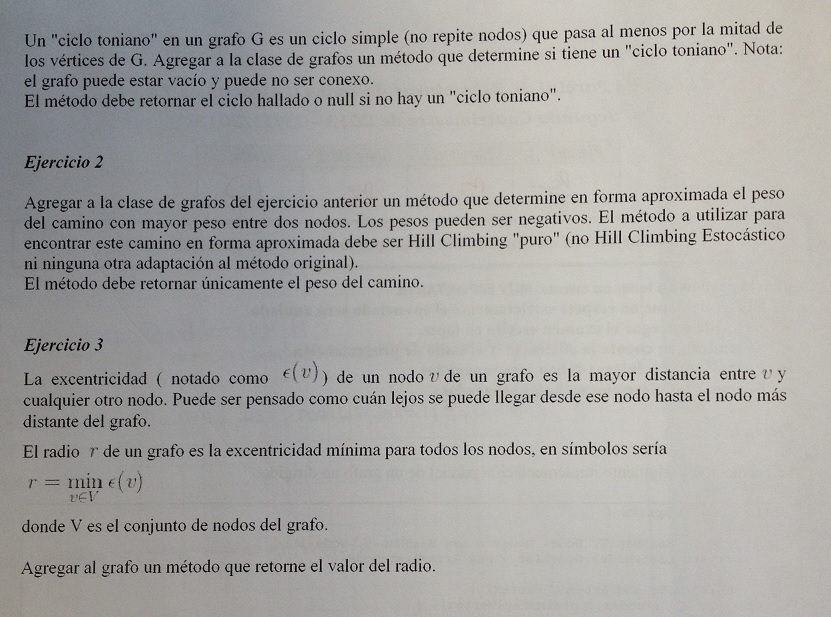 Un "ciclo toniano" en un grafo G es un ciclo simple (no repite nodos) que pasa al menos por la mitad de
los vértices de G. Agregar a la clase de grafos un método que determine si tiene un "ciclo toniano". Nota:
el grafo puede estar vacío y puede no ser conexo.
El método debe retornar el ciclo hallado o null si no hay un "ciclo toniano".
Ejercicio 2
Agregar a la clase de grafos del ejercicio anterior un método que determine en forma aproximada el peso
del camino con mayor peso entre dos nodos. Los pesos pueden ser negativos. El método a utilizar para
encontrar este camino en forma aproximada debe ser Hill Climbing "puro" (no Hill Climbing Estocástico
ni ninguna otra adaptación al método original).
El método debe retornar únicamente el peso del camino.
Ejercicio 3
La excentricidad ( notado como ϵ(v) ) de un nodo v de un grafo es la mayor distancia entre v y
cualquier otro nodo. Puede ser pensado como cuán lejos se puede llegar desde ese nodo hasta el nodo más
distante del grafo.
El radio r de un grafo es la excentricidad mínima para todos los nodos, en símbolos sería
r = min ϵ(v)
v∈V
donde V es el conjunto de nodos del grafo.
Agregar al grafo un método que retorne el valor del radio.